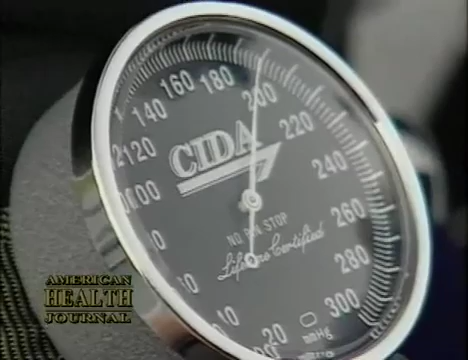 160 180 200
140 220
120 240
CIDA
260
NO PIN STOP
Lifetime Certified
280
300
20
mmHg
AMERICAN
HEALTH
JOURNAL